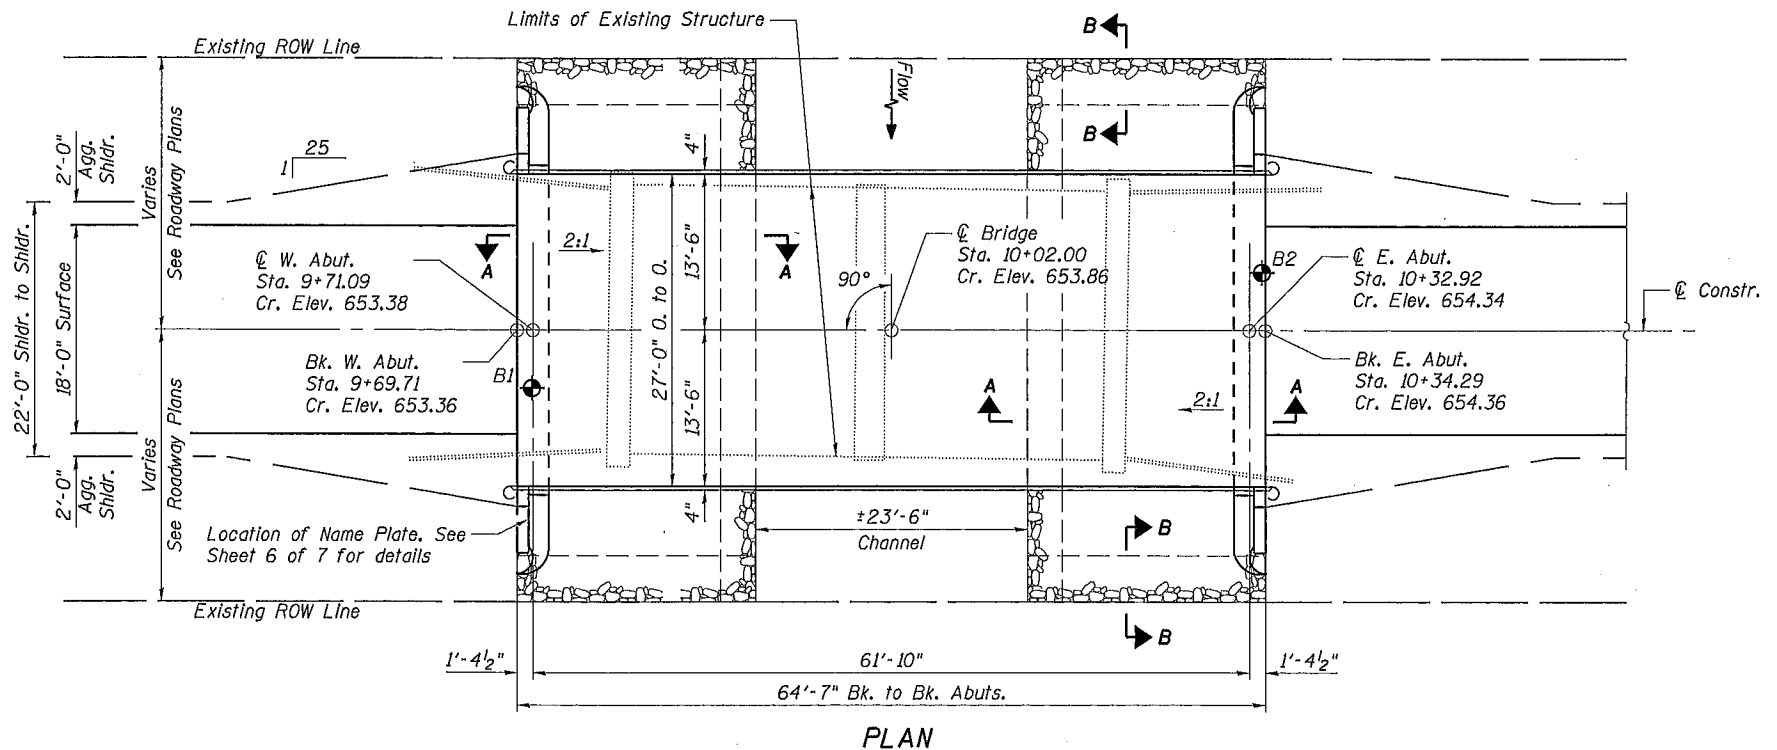 Limits of Existing Structure
B
Existing ROW Line
Flow
B
2'-0"
Agg.
Shldr.
Varies
See Roadway Plans
25
1
4"
22'-0" Shldr. to Shldr.
18'-0" Surface
A
2:1
A
13'-6"
27'-0" O. to O.
℄ W. Abut.
Sta. 9+71.09
Cr. Elev. 653.38
℄ Bridge
Sta. 10+02.00
Cr. Elev. 653.86
90°
B2
℄ E. Abut.
Sta. 10+32.92
Cr. Elev. 654.34
℄ Constr.
Bk. W. Abut.
Sta. 9+69.71
Cr. Elev. 653.36
B1
13'-6"
A
2:1
A
Bk. E. Abut.
Sta. 10+34.29
Cr. Elev. 654.36
2'-0"
Agg.
Shldr.
Varies
See Roadway Plans
4"
Location of Name Plate. See
Sheet 6 of 7 for details
±23'-6"
Channel
B
Existing ROW Line
B
1'-4½"
61'-10"
1'-4½"
64'-7" Bk. to Bk. Abuts.
PLAN